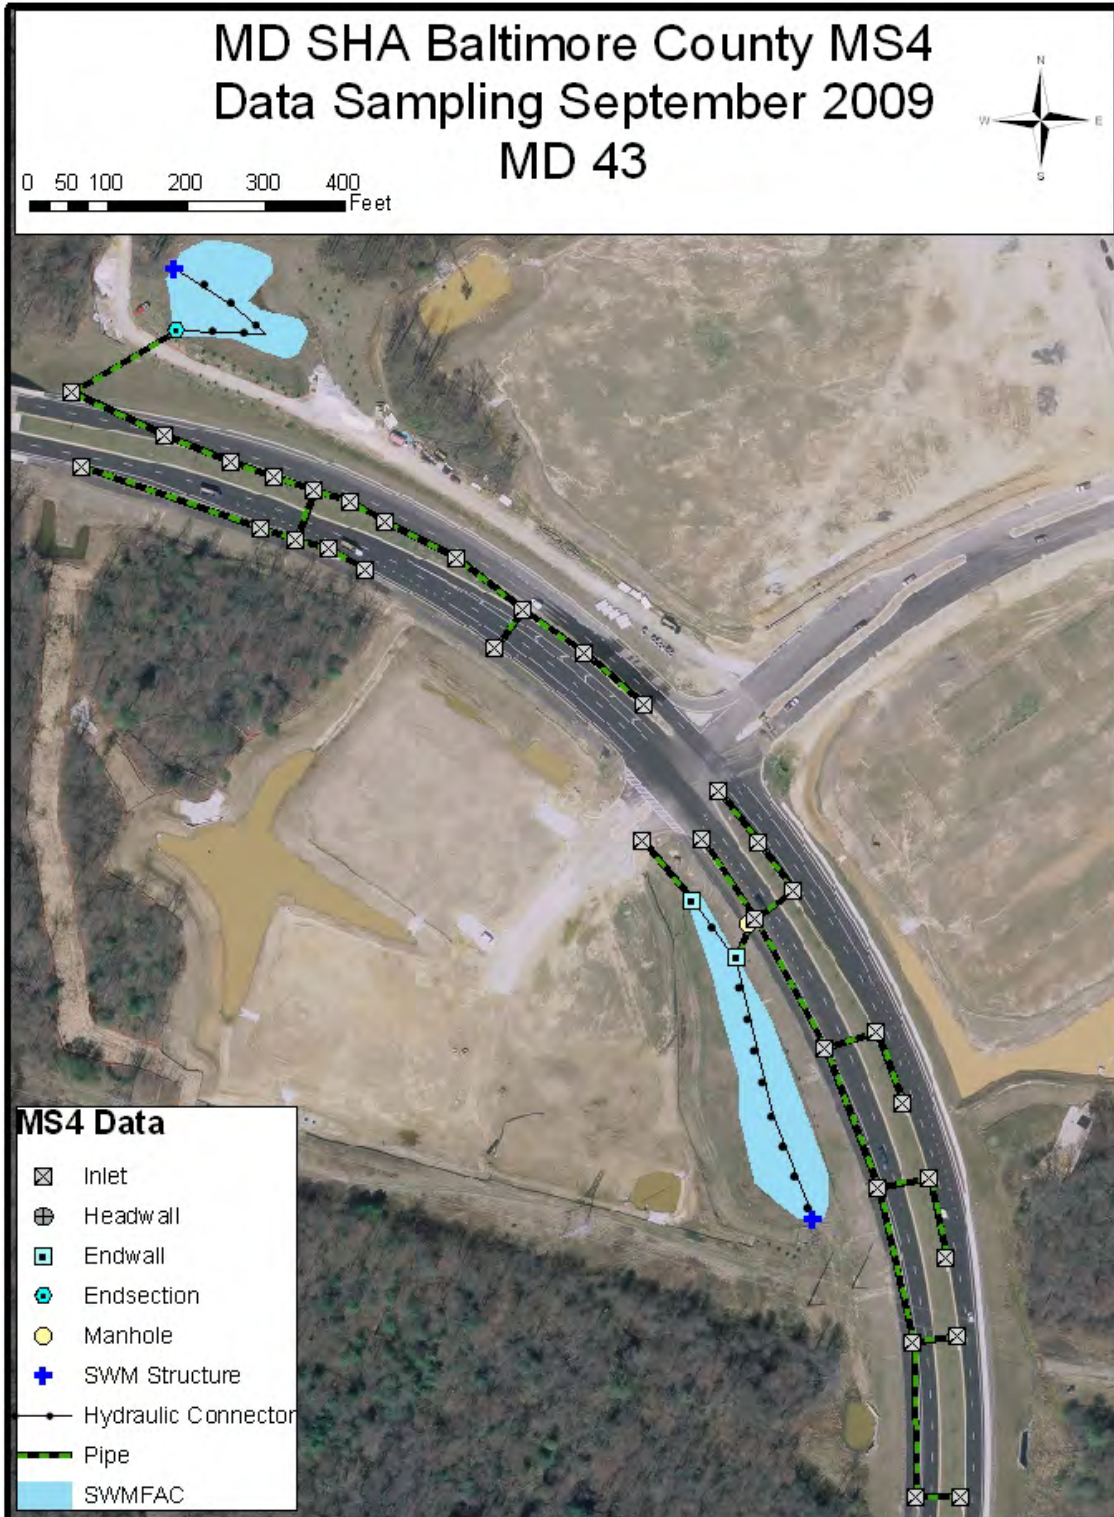 MD SHA Baltimore County MS4
Data Sampling September 2009
MD 43
N
W E
S
0 50 100 200 300 400
Feet
MS4 Data
Inlet
Headwall
Endwall
Endsection
Manhole
SWM Structure
Hydraulic Connector
Pipe
SWMFAC